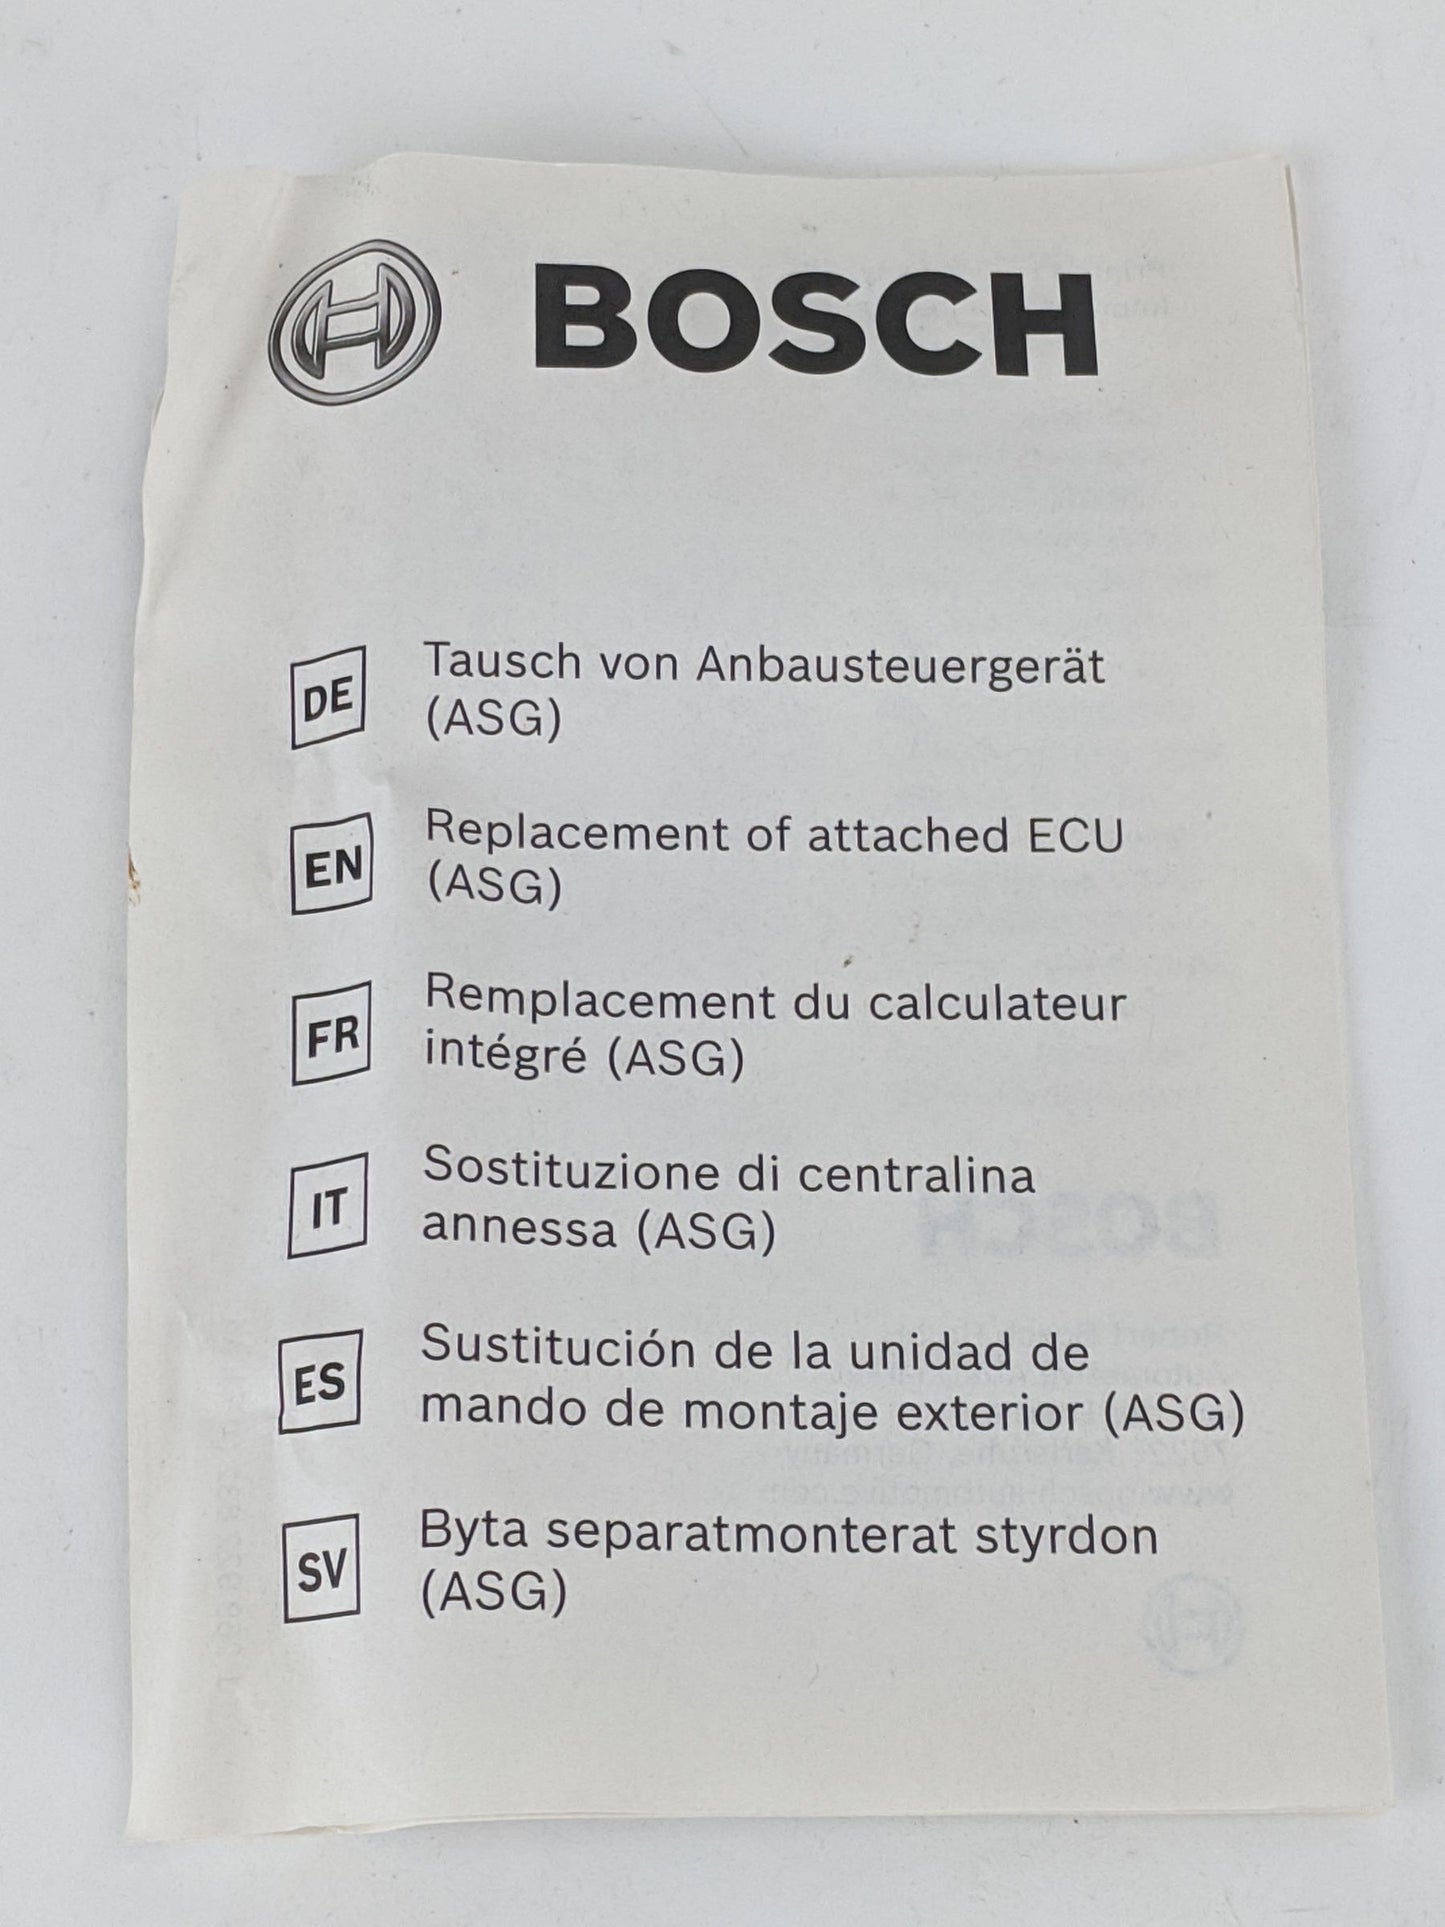 BOSCH
DE
Tausch von Anbausteuergerät
(ASG)
EN
Replacement of attached ECU
(ASG)
FR
Remplacement du calculateur
intégré (ASG)
IT
Sostituzione di centralina
annessa (ASG)
ES
Sustitución de la unidad de
mando de montaje exterior (ASG)
SV
Byta separatmonterat styrdon
(ASG)